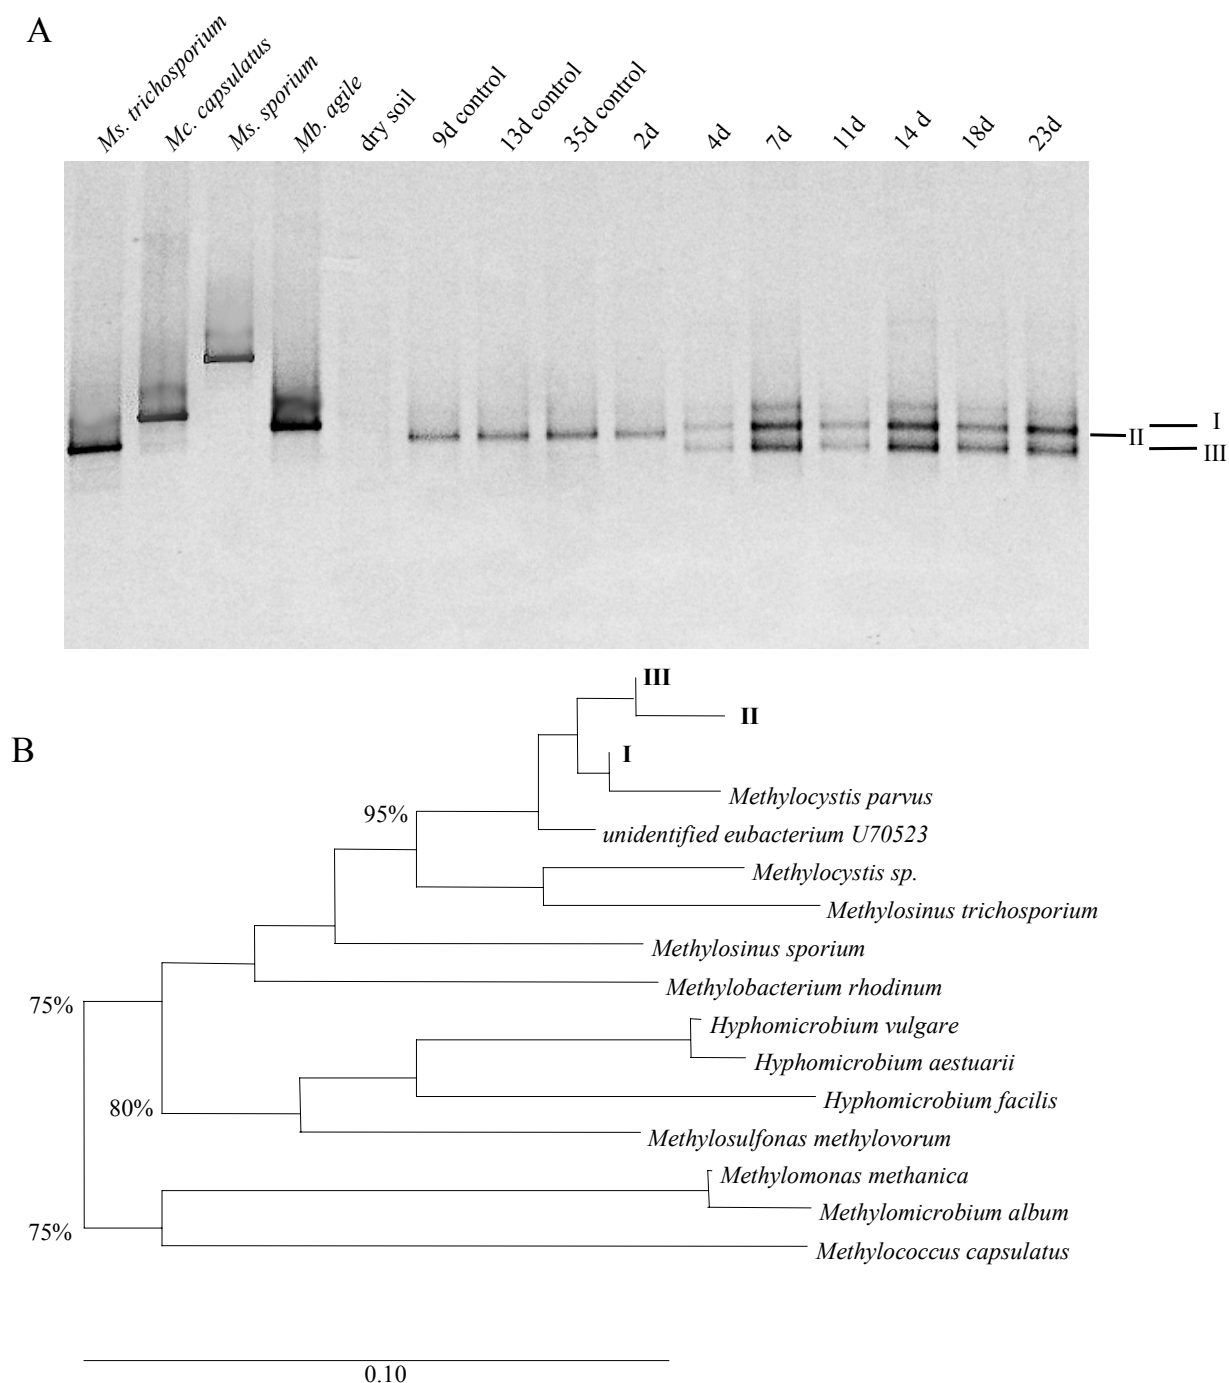 A
Ms. trichosporium
Mc. capsulatus
Ms. sporium
Mb. agile
dry soil
9d control
13d control
35d control
2d
4d
7d
11d
14 d
18d
23d
I
II
III
B
III
II
I
Methylocystis parvus
95%
unidentified eubacterium U70523
Methylocystis sp.
Methylosinus trichosporium
Methylosinus sporium
Methylobacterium rhodinum
75%
Hyphomicrobium vulgare
Hyphomicrobium aestuarii
Hyphomicrobium facilis
80%
Methylosulfonas methylovorum
Methylomonas methanica
Methylomicrobium album
75%
Methylococcus capsulatus
0.10